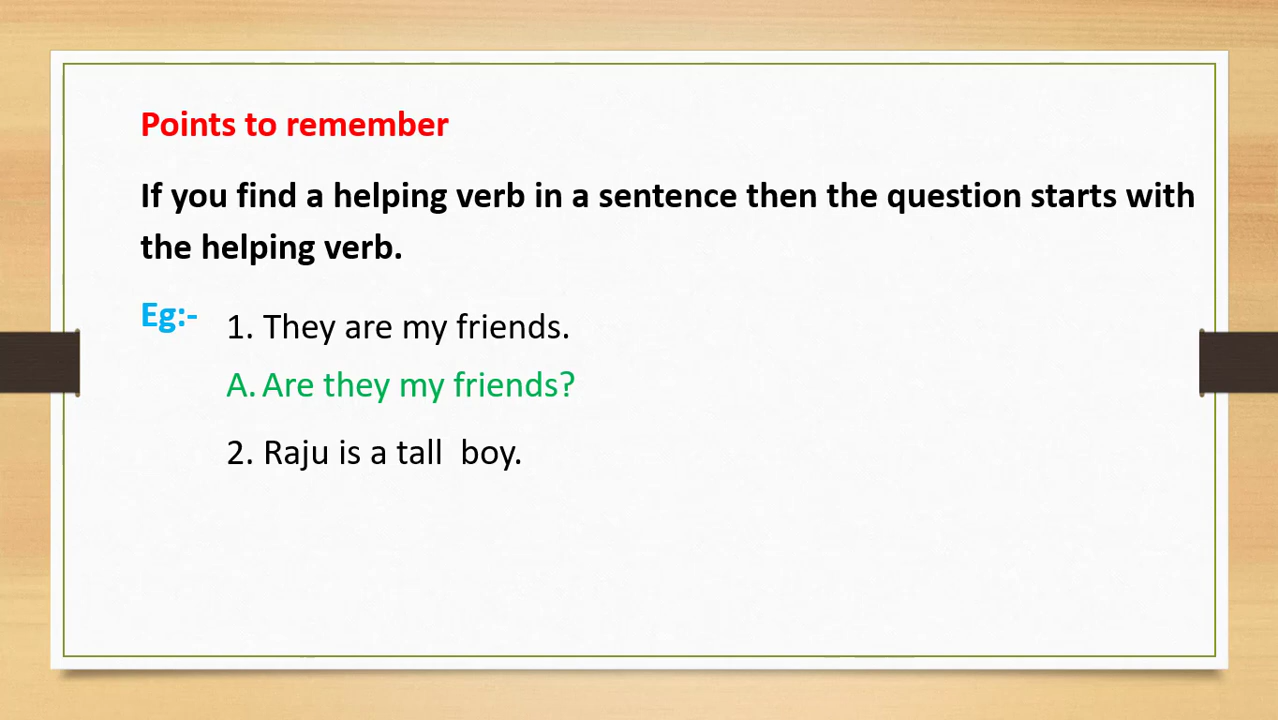 Points to remember
If you find a helping verb in a sentence then the question starts with
the helping verb.
Eg:- 1. They are my friends.
A. Are they my friends?
2. Raju is a tall  boy.